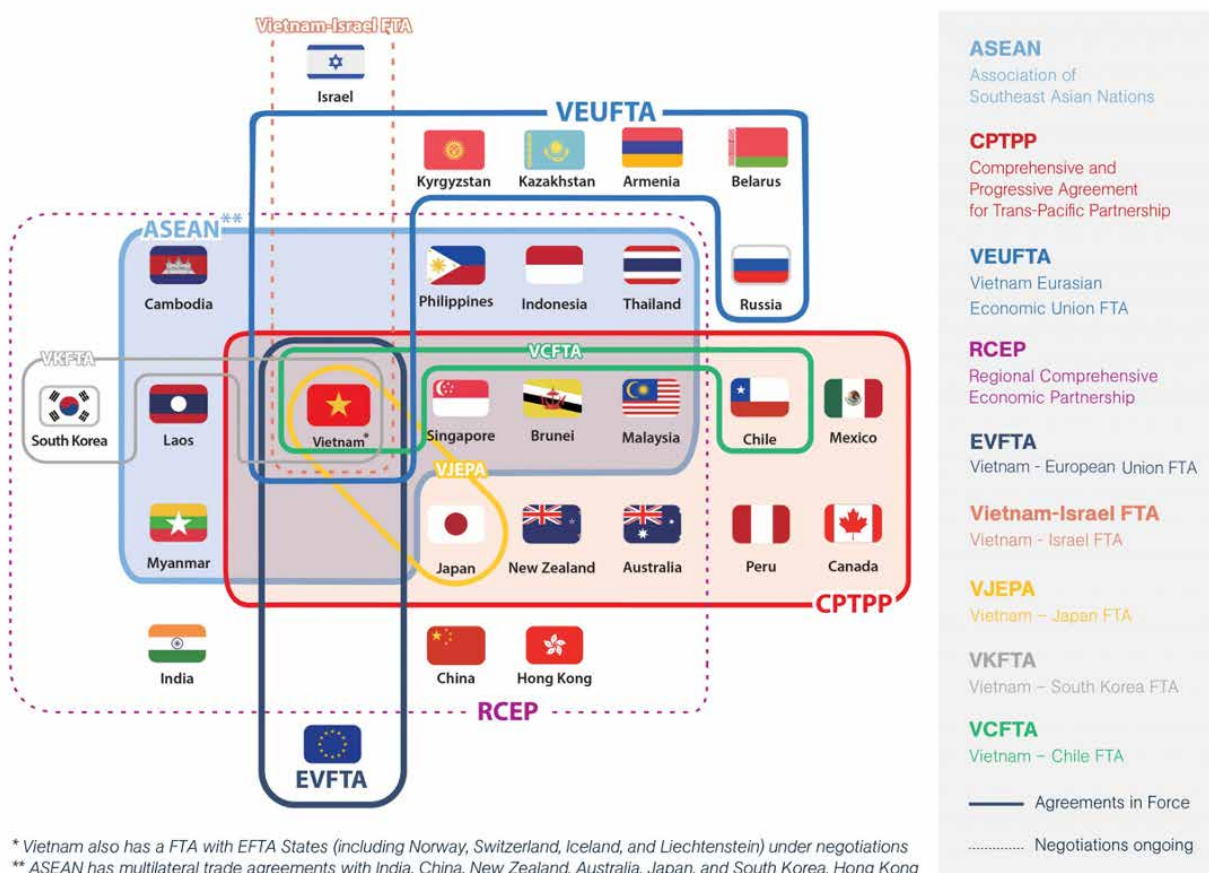 Vietnam-Israel FTA
Israel
VEUFTA
Kyrgyzstan
Kazakhstan
Armenia
Belarus
ASEAN**
Cambodia
Philippines
Indonesia
Thailand
Russia
VKFTA
VCFTA
South Korea
Laos
Vietnam*
Singapore
Brunei
Malaysia
Chile
Mexico
VJEPA
Myanmar
Japan
New Zealand
Australia
Peru
Canada
CPTPP
India
China
Hong Kong
RCEP
EVFTA
* Vietnam also has a FTA with EFTA States (including Norway, Switzerland, Iceland, and Liechtenstein) under negotiations
** ASEAN has multilateral trade agreements with India, China, New Zealand, Australia, Japan, and South Korea, Hong Kong
ASEAN
Association of
Southeast Asian Nations
CPTPP
Comprehensive and
Progressive Agreement
for Trans-Pacific Partnership
VEUFTA
Vietnam Eurasian
Economic Union FTA
RCEP
Regional Comprehensive
Economic Partnership
EVFTA
Vietnam - European Union FTA
Vietnam-Israel FTA
Vietnam - Israel FTA
VJEPA
Vietnam – Japan FTA
VKFTA
Vietnam – South Korea FTA
VCFTA
Vietnam – Chile FTA
Agreements in Force
Negotiations ongoing